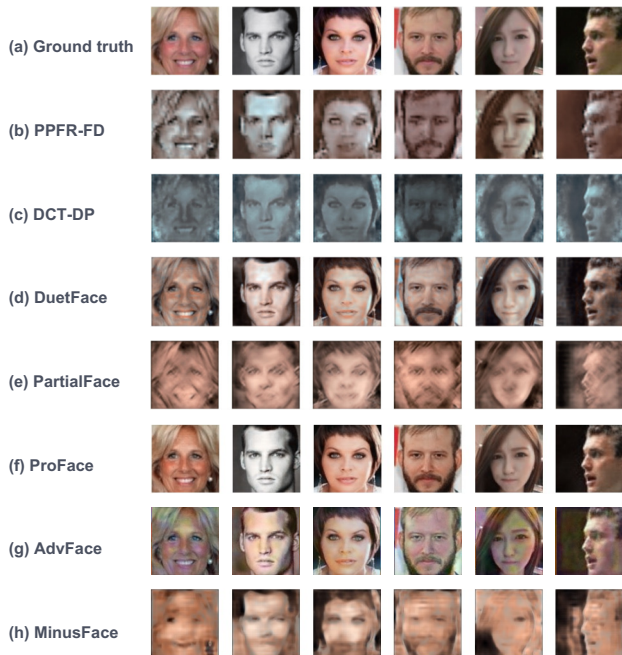 (a) Ground truth
(b) PPFR-FD
(c) DCT-DP
(d) DuetFace
(e) PartialFace
(f) ProFace
(g) AdvFace
(h) MinusFace